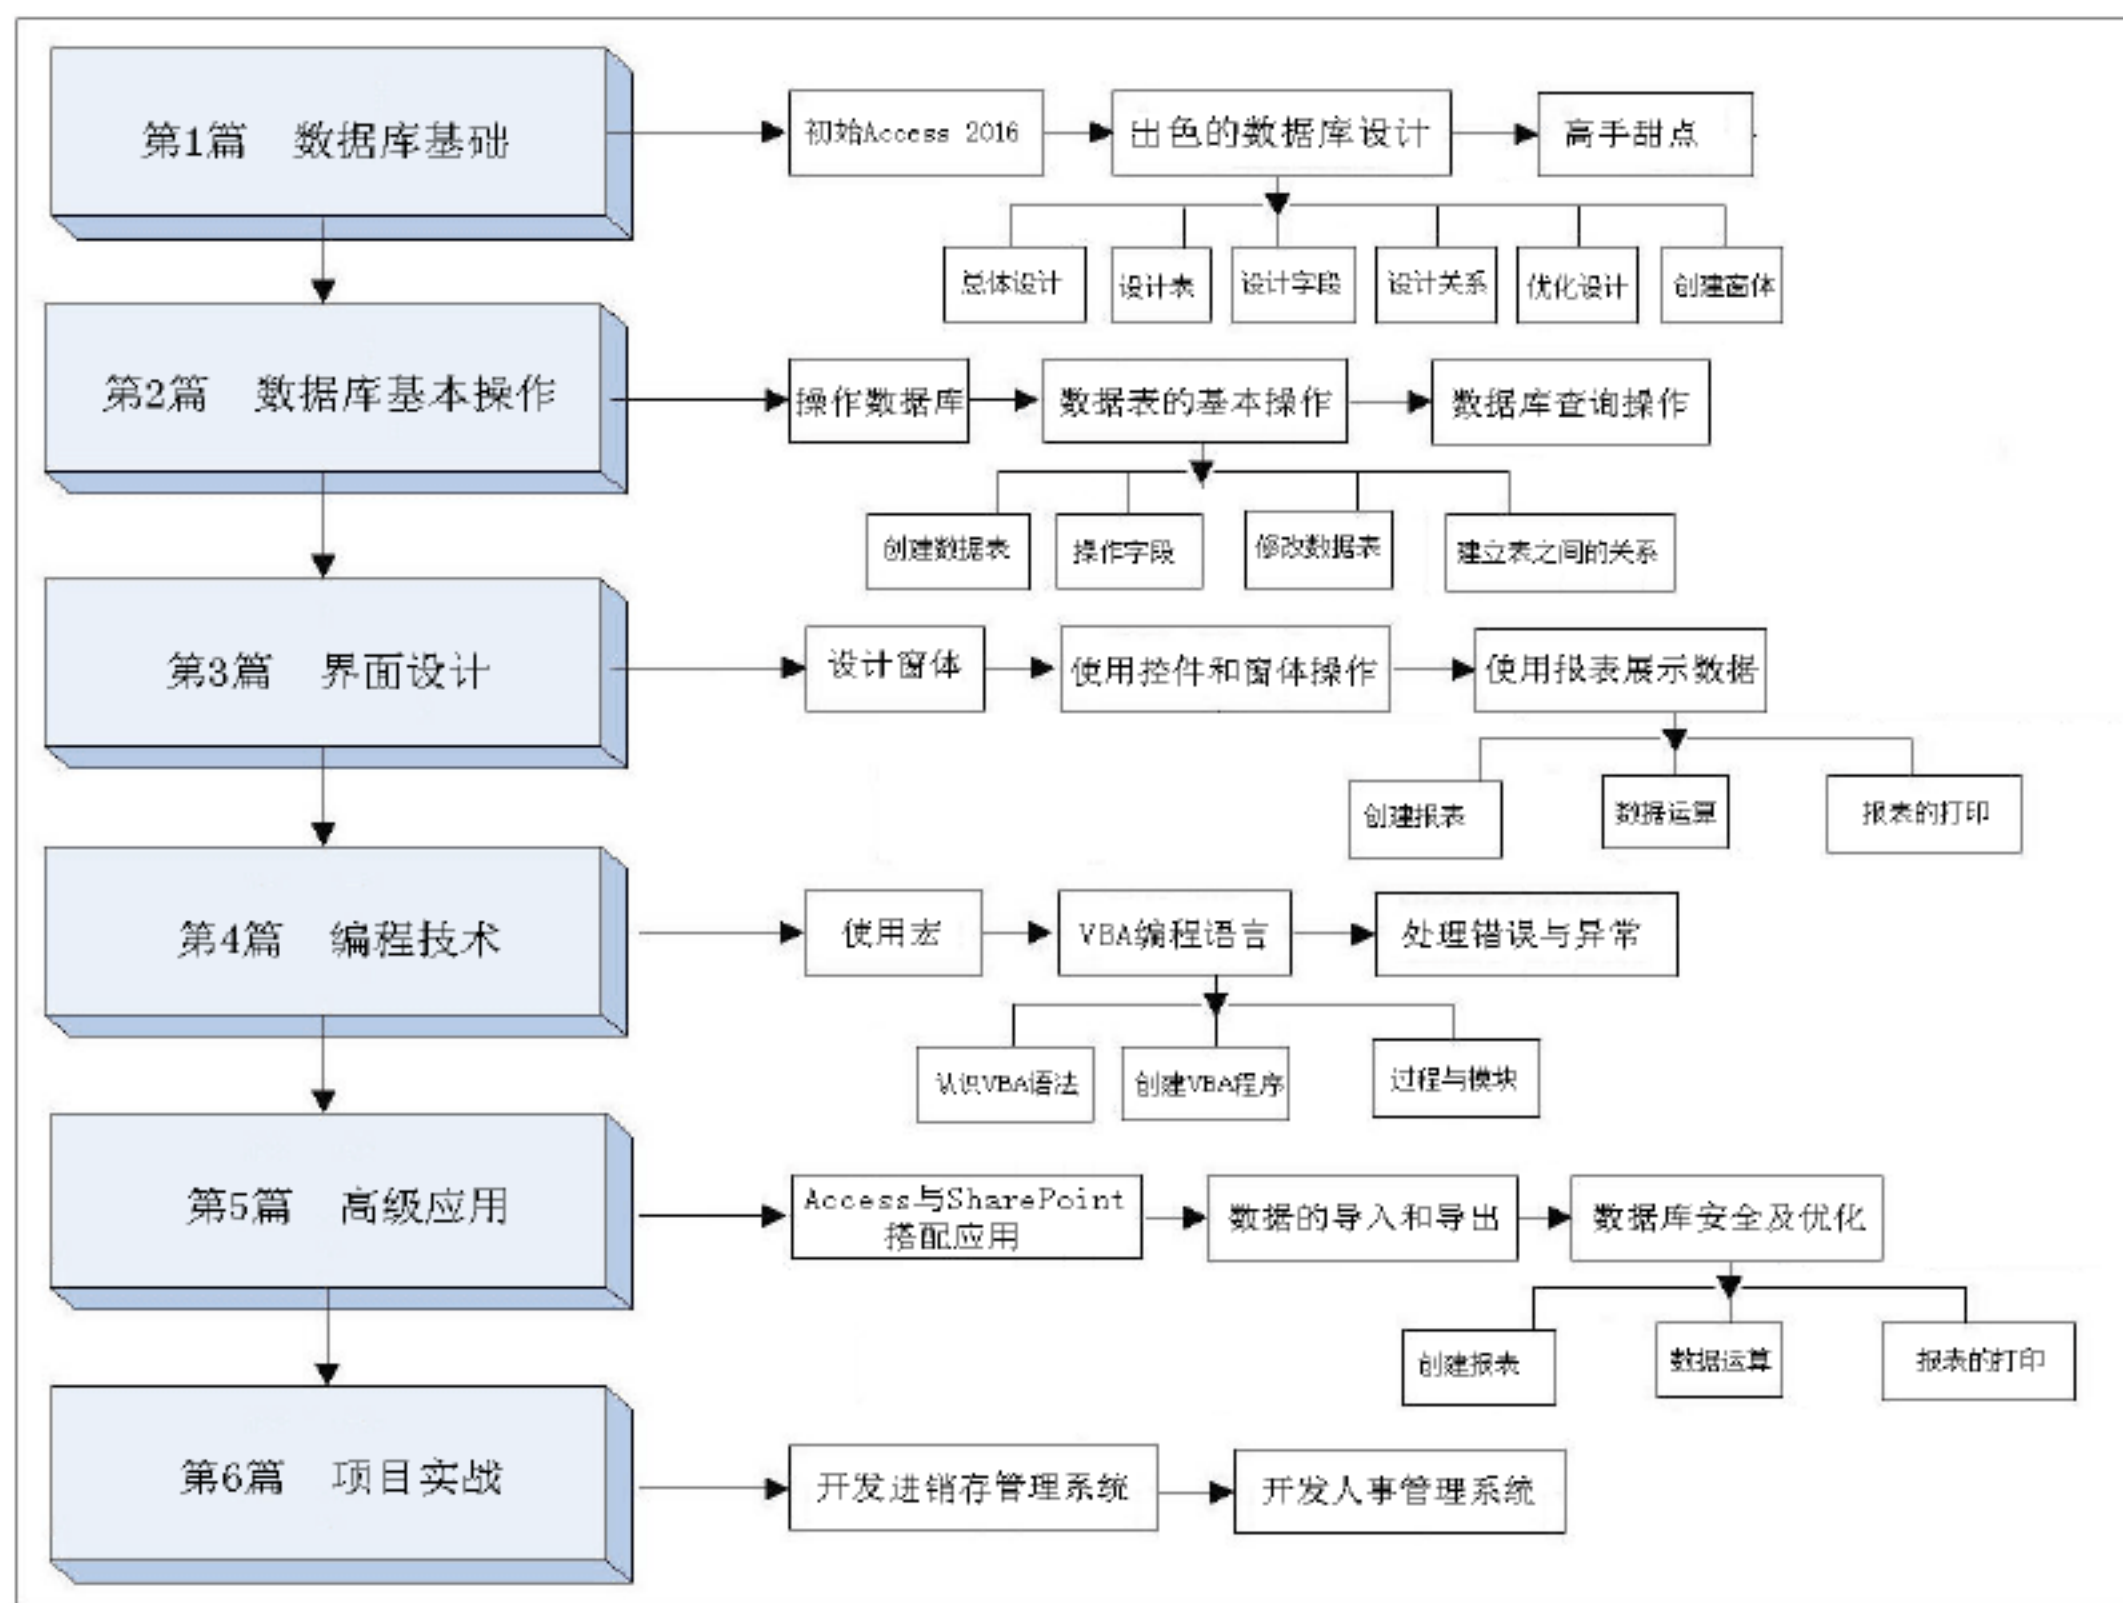 第1篇 数据库基础
初始Access 2016
出色的数据库设计
高手甜点
总体设计
设计表
设计字段
设计关系
优化设计
创建窗体
第2篇 数据库基本操作
操作数据库
数据表的基本操作
数据库查询操作
创建数据表
操作字段
修改数据表
建立表之间的关系
第3篇 界面设计
设计窗体
使用控件和窗体操作
使用报表展示数据
创建报表
数据运算
报表的打印
第4篇 编程技术
使用宏
VBA编程语言
处理错误与异常
认识VBA语法
创建VBA程序
过程与模块
第5篇 高级应用
Access与SharePoint
搭配应用
数据的导入和导出
数据库安全及优化
创建报表
数据运算
报表的打印
第6篇 项目实战
开发进销存管理系统
开发人事管理系统